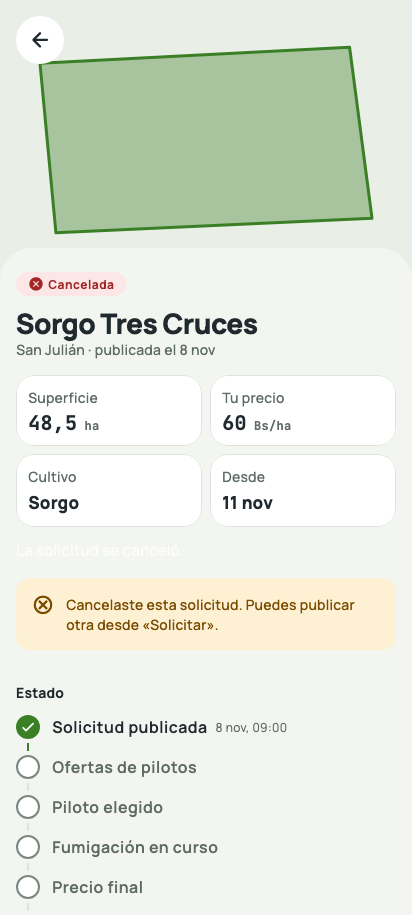 Cancelada
Sorgo Tres Cruces
San Julián · publicada el 8 nov
Superficie
48,5 ha
Tu precio
60 Bs/ha
Cultivo
Sorgo
Desde
11 nov
La solicitud se canceló.
Cancelaste esta solicitud. Puedes publicar
otra desde «Solicitar».
Estado
Solicitud publicada 8 nov, 09:00
Ofertas de pilotos
Piloto elegido
Fumigación en curso
Precio final